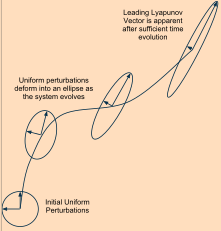 Leading Lyapunov
Vector is apparent
after sufficient time
evolution
Uniform perturbations
deform into an ellipse as
the system evolves
Initial Uniform
Perturbations